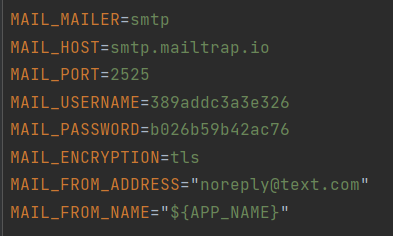 MAIL_MAILER=smtp
MAIL_HOST=smtp.mailtrap.io
MAIL_PORT=2525
MAIL_USERNAME=389addc3a3e326
MAIL_PASSWORD=b026b59b42ac76
MAIL_ENCRYPTION=tls
MAIL_FROM_ADDRESS="noreply@text.com"
MAIL_FROM_NAME="${APP_NAME}"